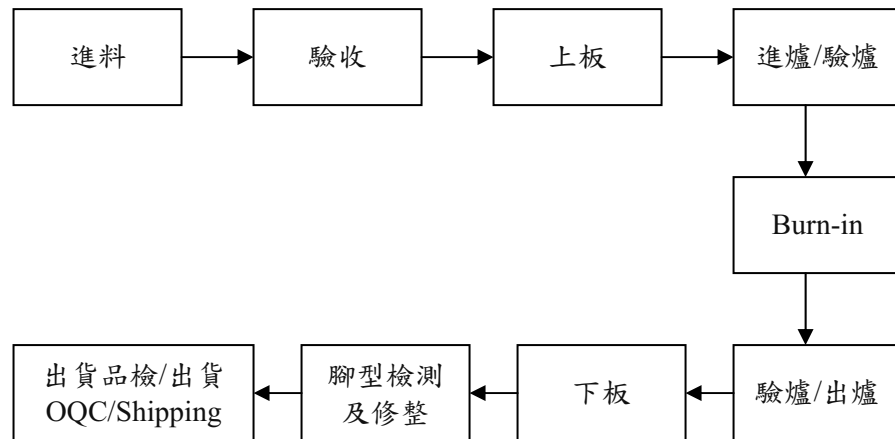 進料
驗收
上板
進爐/驗爐
Burn-in
驗爐/出爐
下板
腳型檢測
及修整
出貨品檢/出貨
OQC/Shipping